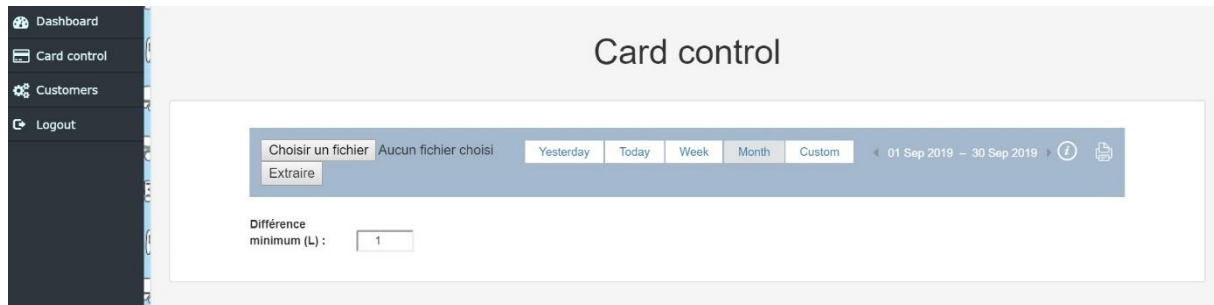 Dashboard
Card control
Customers
Logout
Card control
Choisir un fichier Aucun fichier choisi
Extraire
Yesterday Today Week Month Custom
01 Sep 2019 – 30 Sep 2019
Différence
minimum (L) : 1